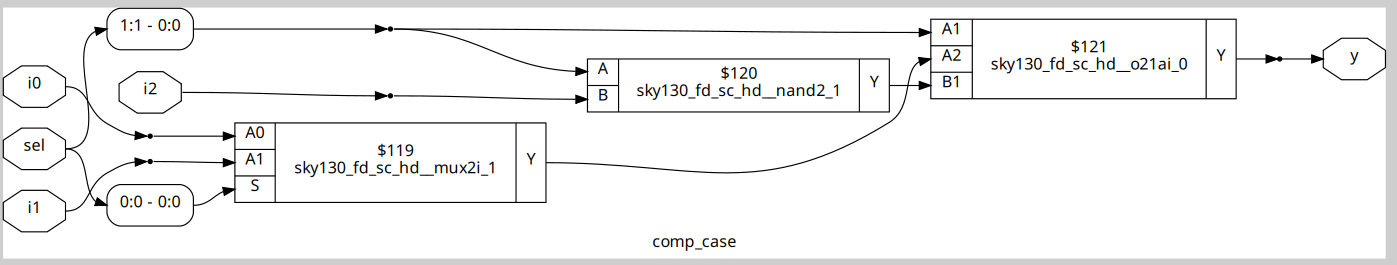 1:1 - 0:0
i0
i2
sel
i1
0:0 - 0:0
A0
A1
S
$119
sky130_fd_sc_hd__mux2i_1
Y
A
B
$120
sky130_fd_sc_hd__nand2_1
Y
A1
A2
B1
$121
sky130_fd_sc_hd__o21ai_0
Y
y
comp_case